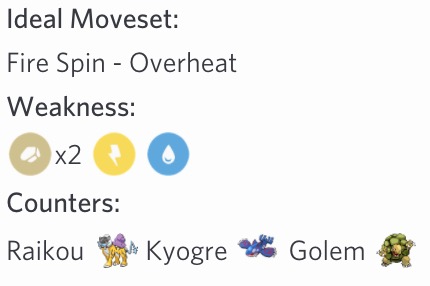 Ideal Moveset:
Fire Spin - Overheat
Weakness:
x2
Counters:
Raikou Kyogre Golem